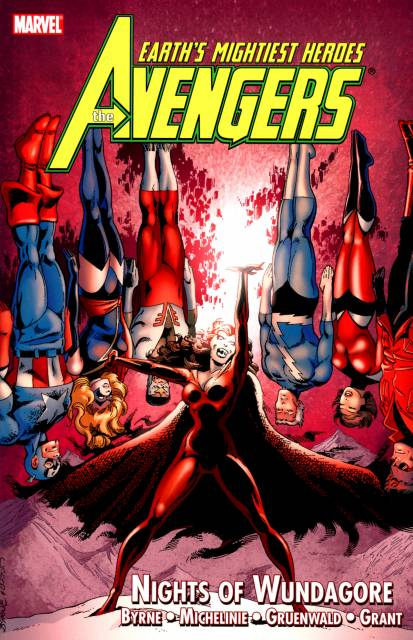 MARVEL
EARTH'S MIGHTIEST HEROES
the AVENGERS®
NIGHTS OF WUNDAGORE
BYRNE • MICHELINIE • GRUENWALD • GRANT